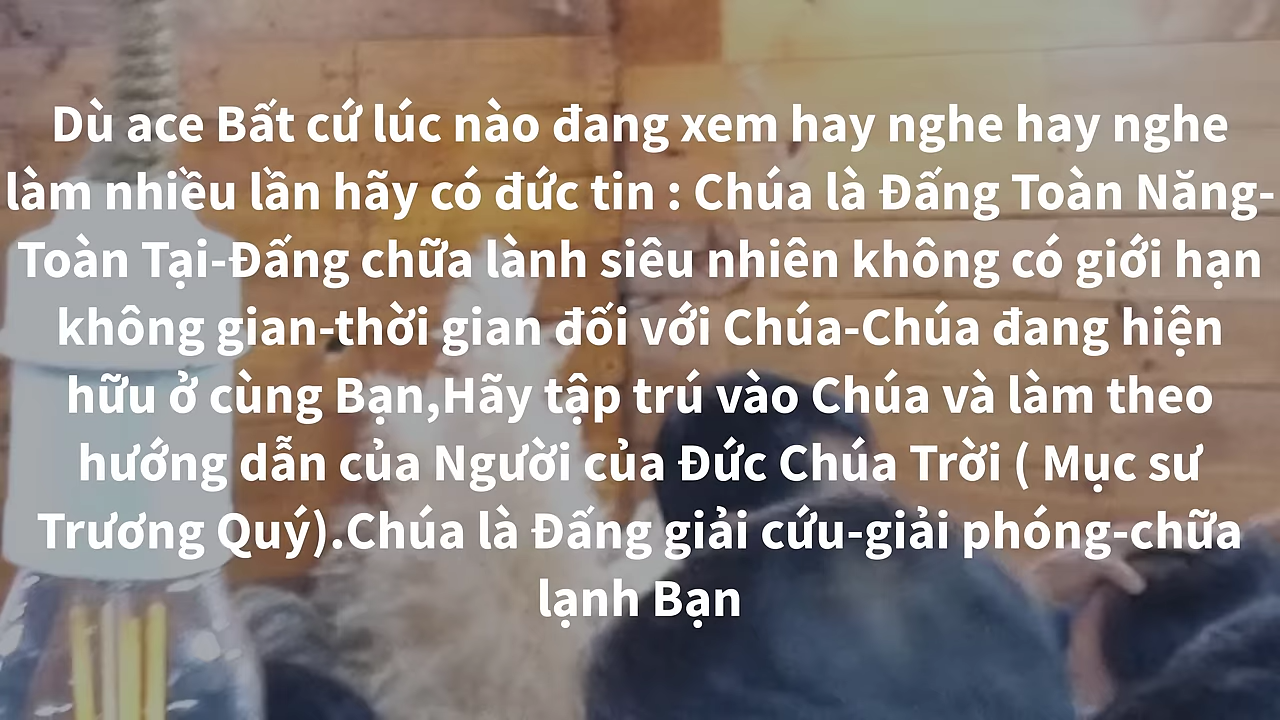 Dù ace Bất cứ lúc nào đang xem hay nghe hay nghe
làm nhiều lần hãy có đức tin : Chúa là Đấng Toàn Năng-
Toàn Tại-Đấng chữa lành siêu nhiên không có giới hạn
không gian-thời gian đối với Chúa-Chúa đang hiện
hữu ở cùng Bạn,Hãy tập trú vào Chúa và làm theo
hướng dẫn của Người của Đức Chúa Trời ( Mục sư
Trương Quý).Chúa là Đấng giải cứu-giải phóng-chữa
lạnh Bạn